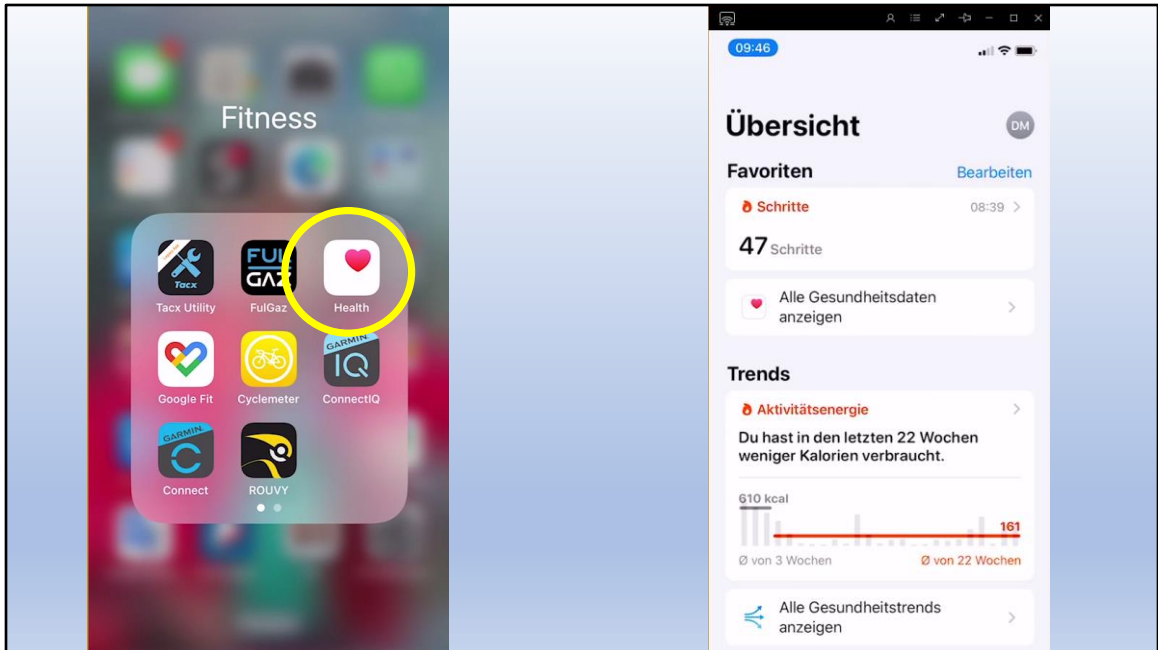 Fitness
Tacx
Tacx Utility
FUL
GAZ
FulGaz
Health
Google Fit
Cyclemeter
GARMIN
IQ
ConnectIQ
GARMIN
Connect
ROUVY
09:46
Übersicht
DM
Favoriten
Bearbeiten
Schritte
08:39
47 Schritte
Alle Gesundheitsdaten
anzeigen
Trends
Aktivitätsenergie
Du hast in den letzten 22 Wochen
weniger Kalorien verbraucht.
610 kcal
161
Ø von 3 Wochen
Ø von 22 Wochen
Alle Gesundheitstrends
anzeigen